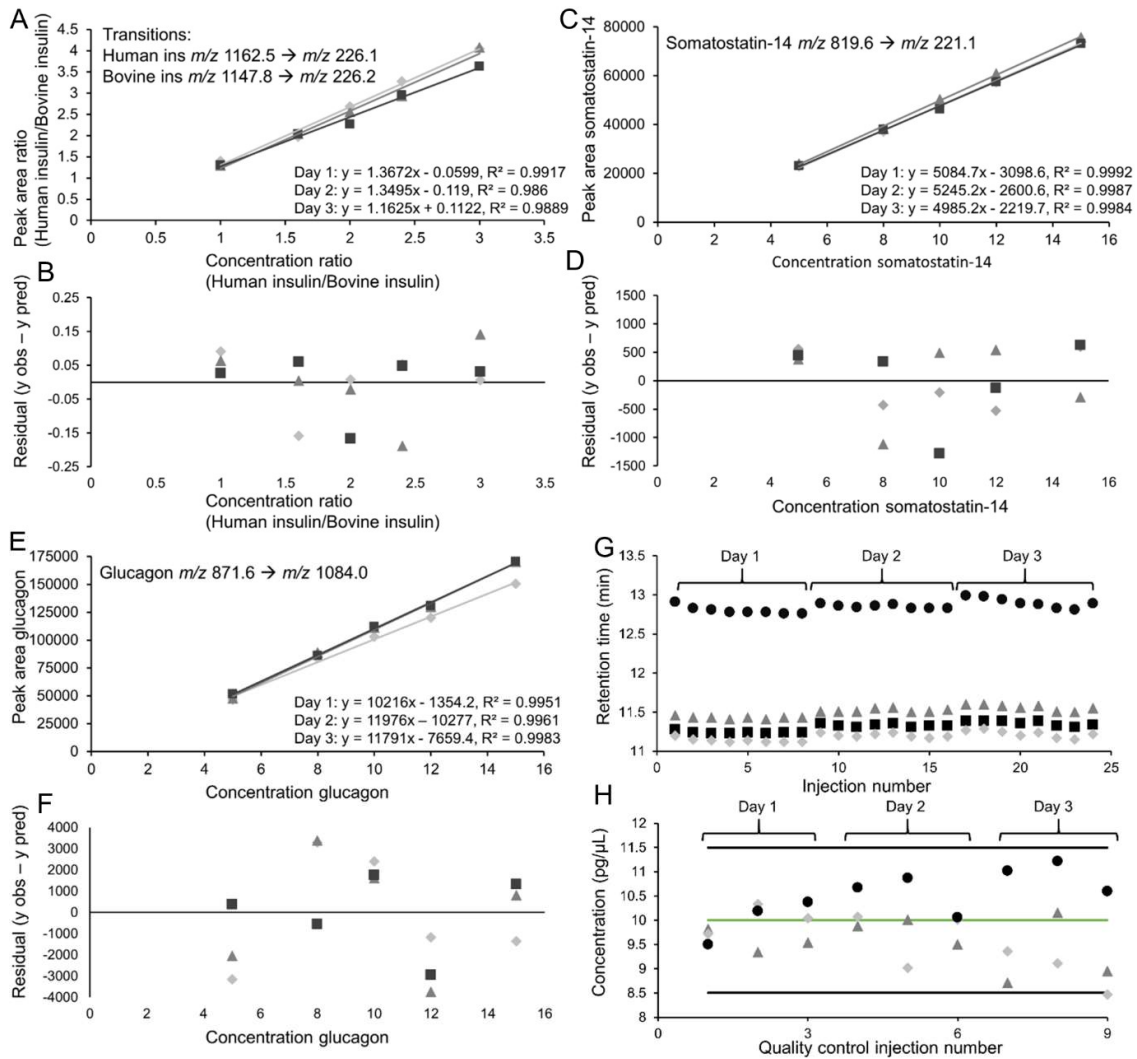 A
Peak area ratio
(Human insulin/Bovine insulin)
4.5
4
3.5
3
2.5
2
1.5
1
0.5
0
Transitions:
Human ins m/z 1162.5 → m/z 226.1
Bovine ins m/z 1147.8 → m/z 226.2
Day 1: y = 1.3672x - 0.0599, R² = 0.9917
Day 2: y = 1.3495x - 0.119, R² = 0.986
Day 3: y = 1.1625x + 0.1122, R² = 0.9889
0 0.5 1 1.5 2 2.5 3 3.5
Concentration ratio
(Human insulin/Bovine insulin)
C
Peak area somatostatin-14
80000
60000
40000
20000
0
Somatostatin-14 m/z 819.6 → m/z 221.1
Day 1: y = 5084.7x - 3098.6, R² = 0.9992
Day 2: y = 5245.2x - 2600.6, R² = 0.9987
Day 3: y = 4985.2x - 2219.7, R² = 0.9984
0 2 4 6 8 10 12 14 16
Concentration somatostatin-14
B
Residual (y obs – y pred)
0.25
0.15
0.05
-0.05
-0.15
-0.25
0 0.5 1 1.5 2 2.5 3 3.5
Concentration ratio
(Human insulin/Bovine insulin)
D
Residual (y obs – y pred)
1500
1000
500
0
-500
-1000
-1500
0 2 4 6 8 10 12 14 16
Concentration somatostatin-14
E
Peak area glucagon
175000
150000
125000
100000
75000
50000
25000
0
Glucagon m/z 871.6 → m/z 1084.0
Day 1: y = 10216x - 1354.2, R² = 0.9951
Day 2: y = 11976x – 10277, R² = 0.9961
Day 3: y = 11791x - 7659.4, R² = 0.9983
0 2 4 6 8 10 12 14 16
Concentration glucagon
G
Retention time (min)
13.5
13
12.5
12
11.5
11
Day 1
Day 2
Day 3
0 5 10 15 20 25
Injection number
F
Residual (y obs – y pred)
4000
3000
2000
1000
0
-1000
-2000
-3000
-4000
0 2 4 6 8 10 12 14 16
Concentration glucagon
H
Concentration (pg/µL)
12
11.5
11
10.5
10
9.5
9
8.5
8
Day 1
Day 2
Day 3
0 3 6 9
Quality control injection number